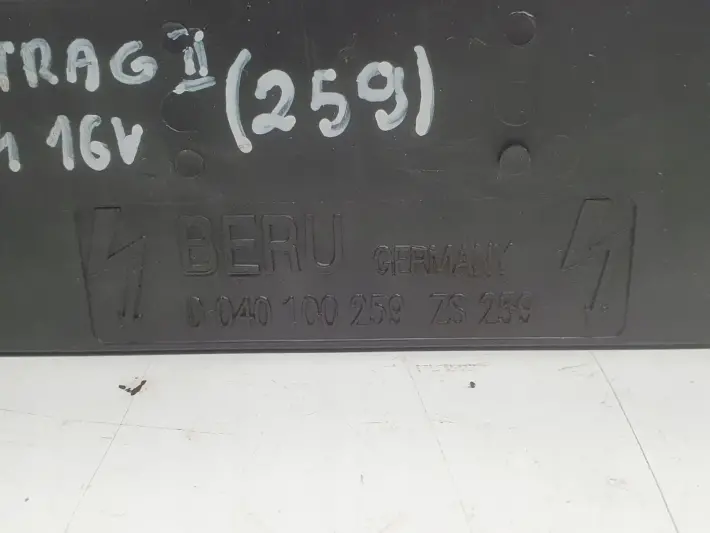 TRAG II (259)
16V
BERU GERMANY
0 040 100 259 ZS 259